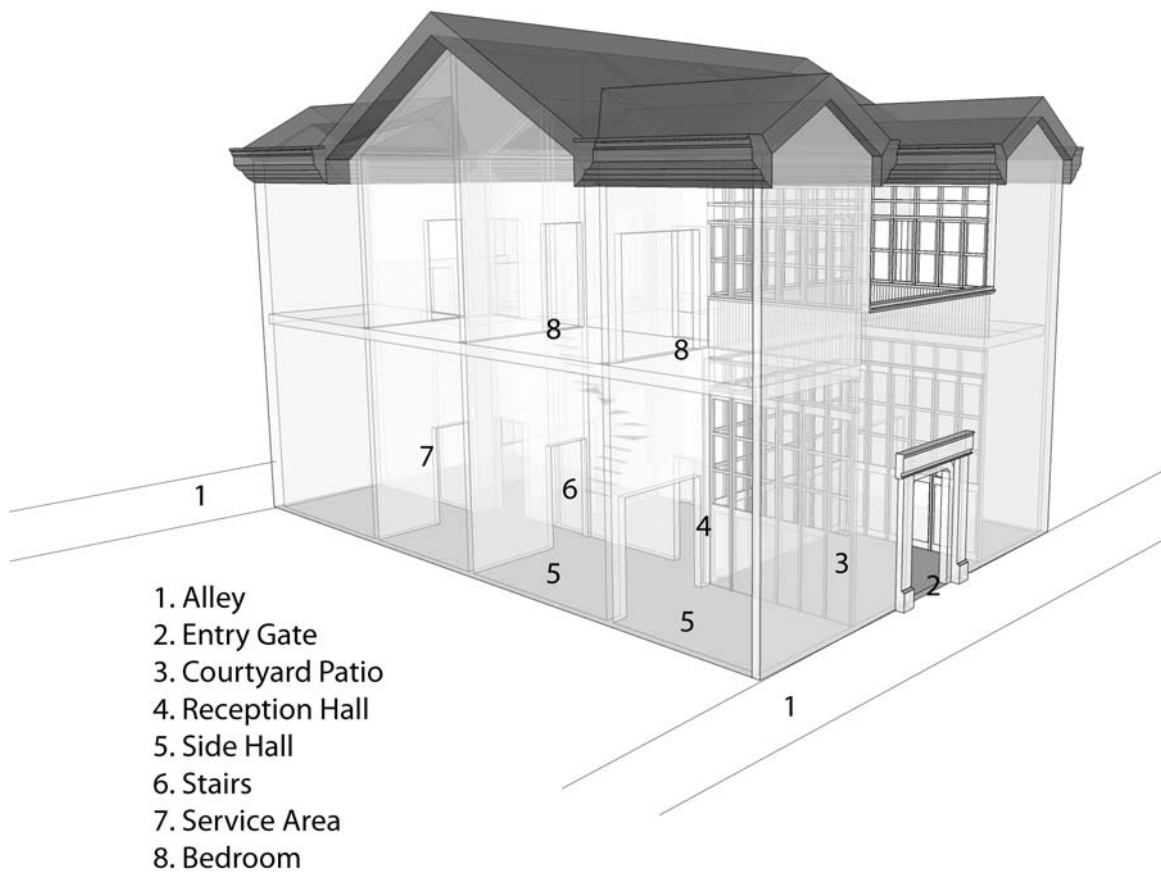 8
8
7
1
6
4
3
5
2
5
1
1. Alley
2. Entry Gate
3. Courtyard Patio
4. Reception Hall
5. Side Hall
6. Stairs
7. Service Area
8. Bedroom